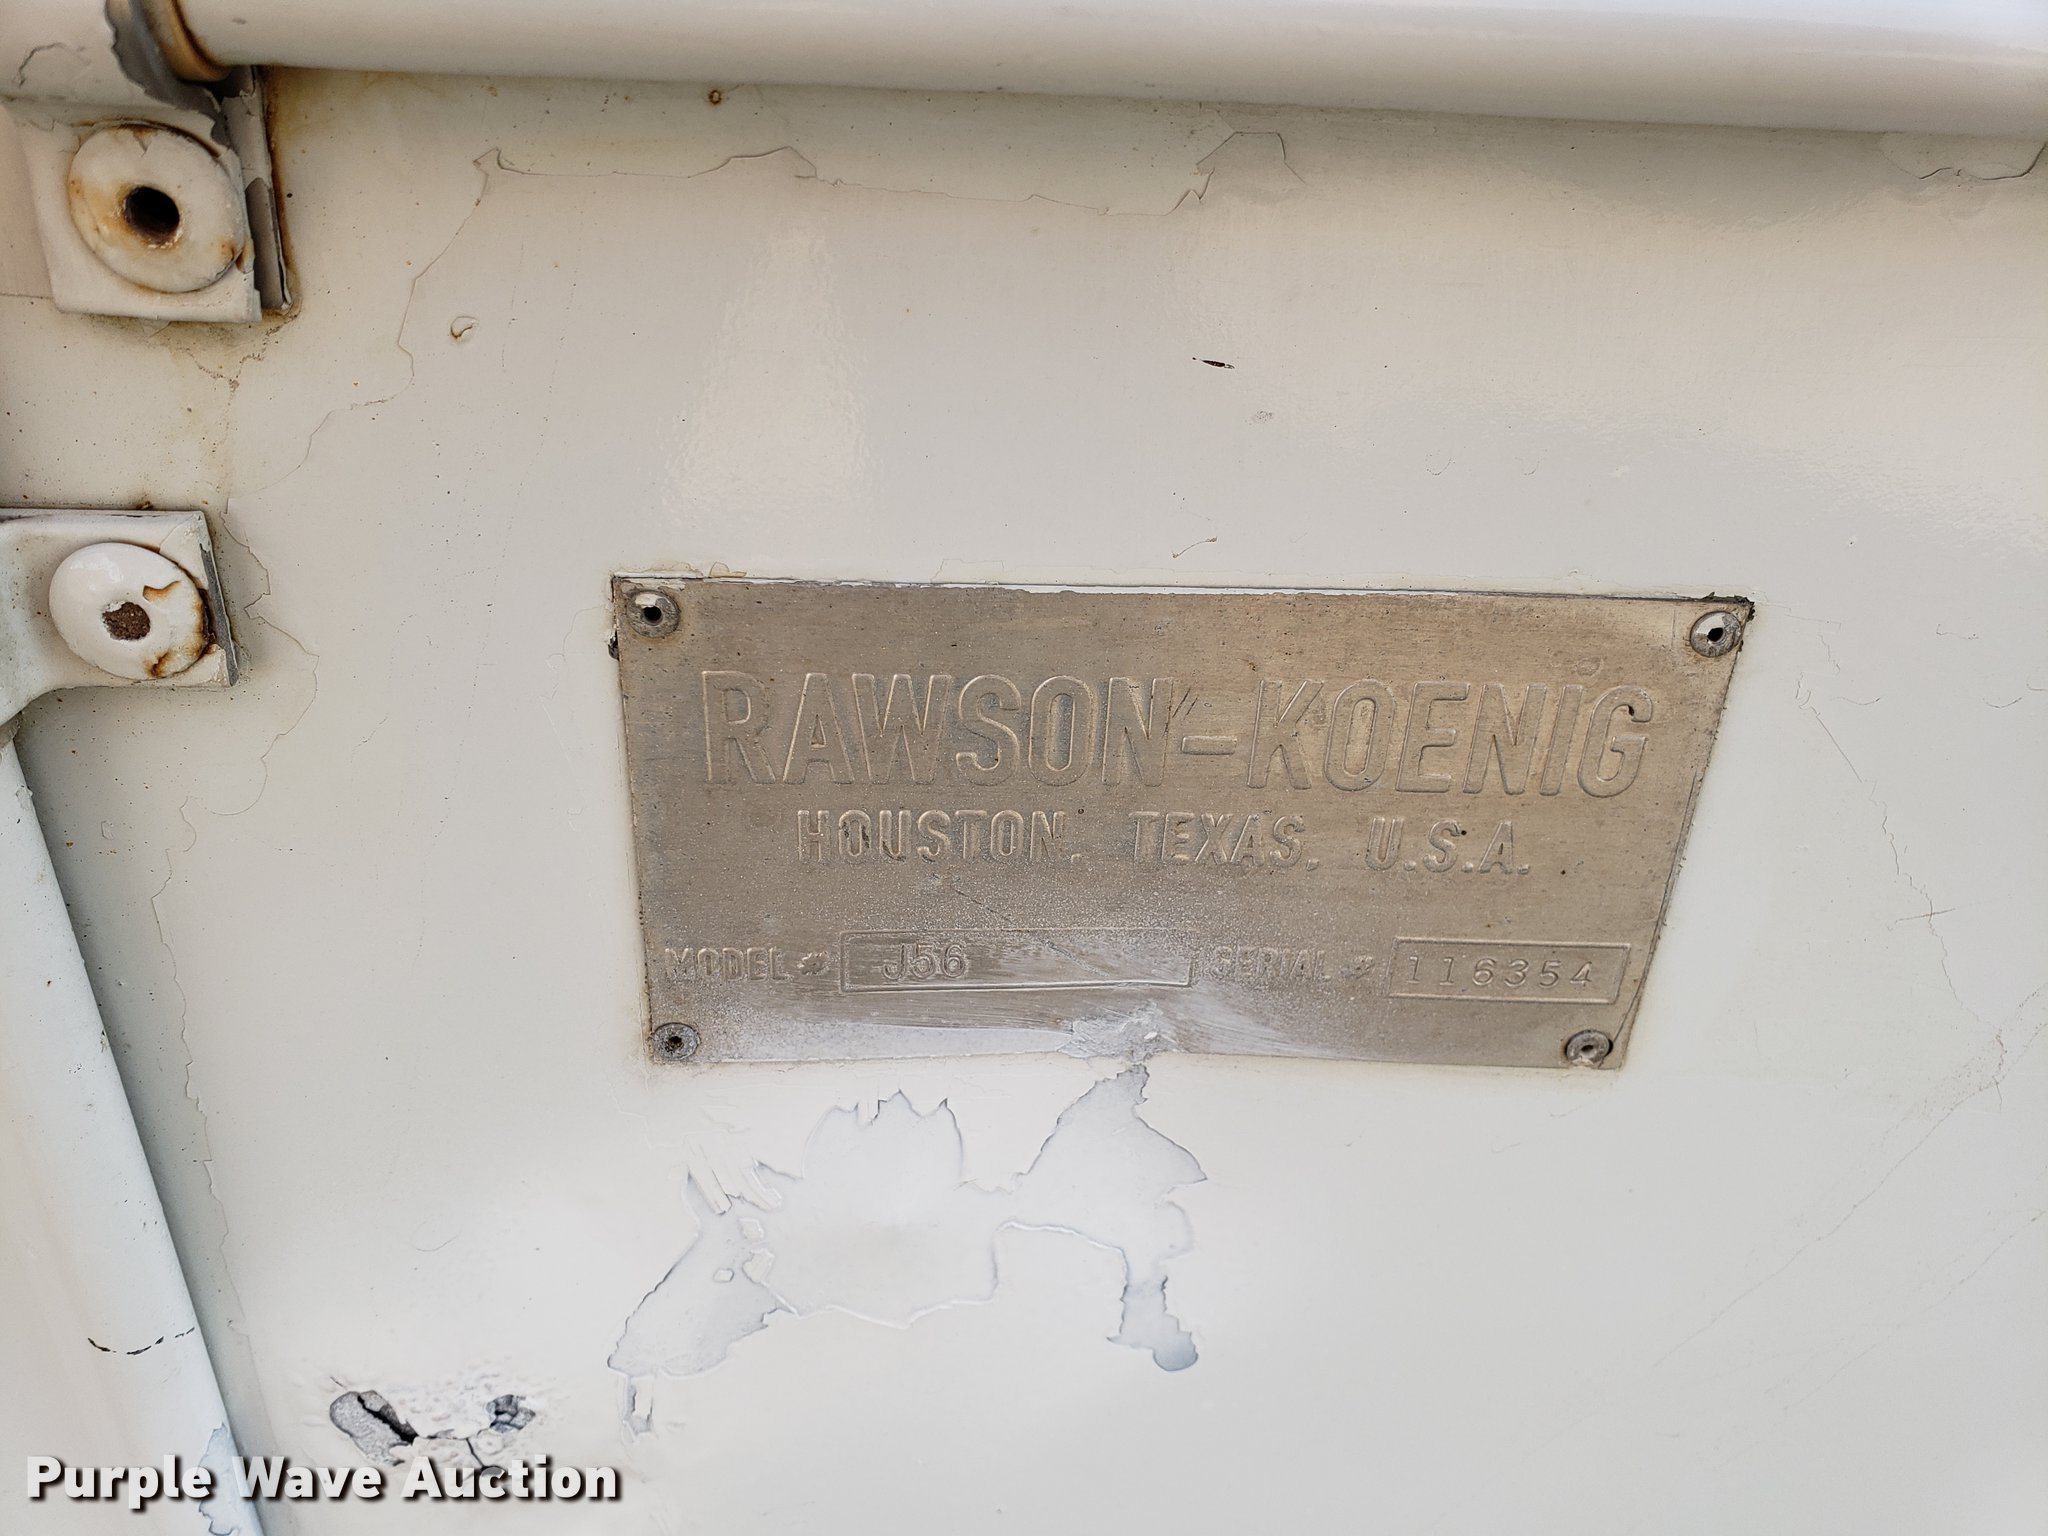 RAWSON-KOENIG
HOUSTON, TEXAS, U.S.A.
MODEL # J56 SERIAL # 116354
Purple Wave Auction